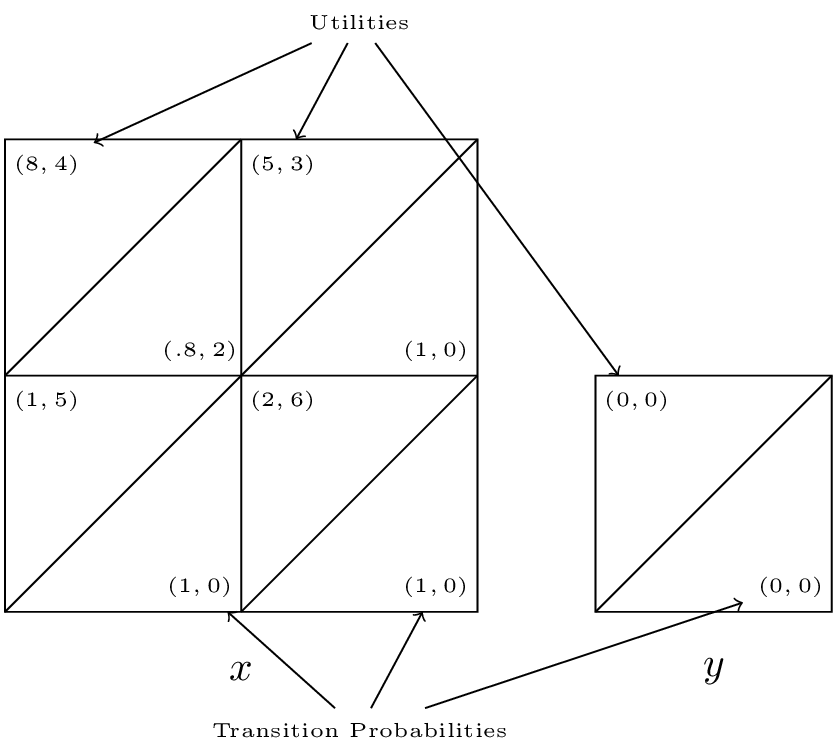 Utilities
(8, 4) (5, 3)
(.8, 2) (1, 0)
(1, 5) (2, 6) (0, 0)
(1, 0) (1, 0) (0, 0)
x y
Transition Probabilities